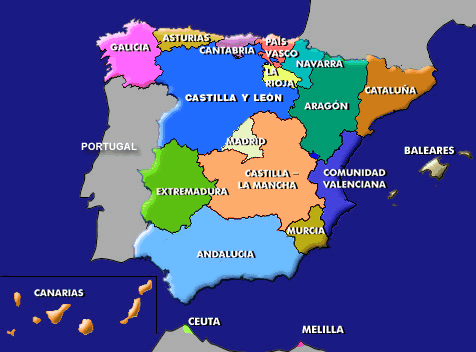 ASTURIAS
GALICIA
CANTABRIA
PAIS
VASCO
NAVARRA
LA
RIOJA
CATALUÑA
CASTILLA Y LEÓN
ARAGÓN
PORTUGAL
MADRID
BALEARES
CASTILLA –
LA MANCHA
COMUNIDAD
VALENCIANA
EXTREMADURA
MURCIA
ANDALUCIA
CANARIAS
CEUTA
MELILLA